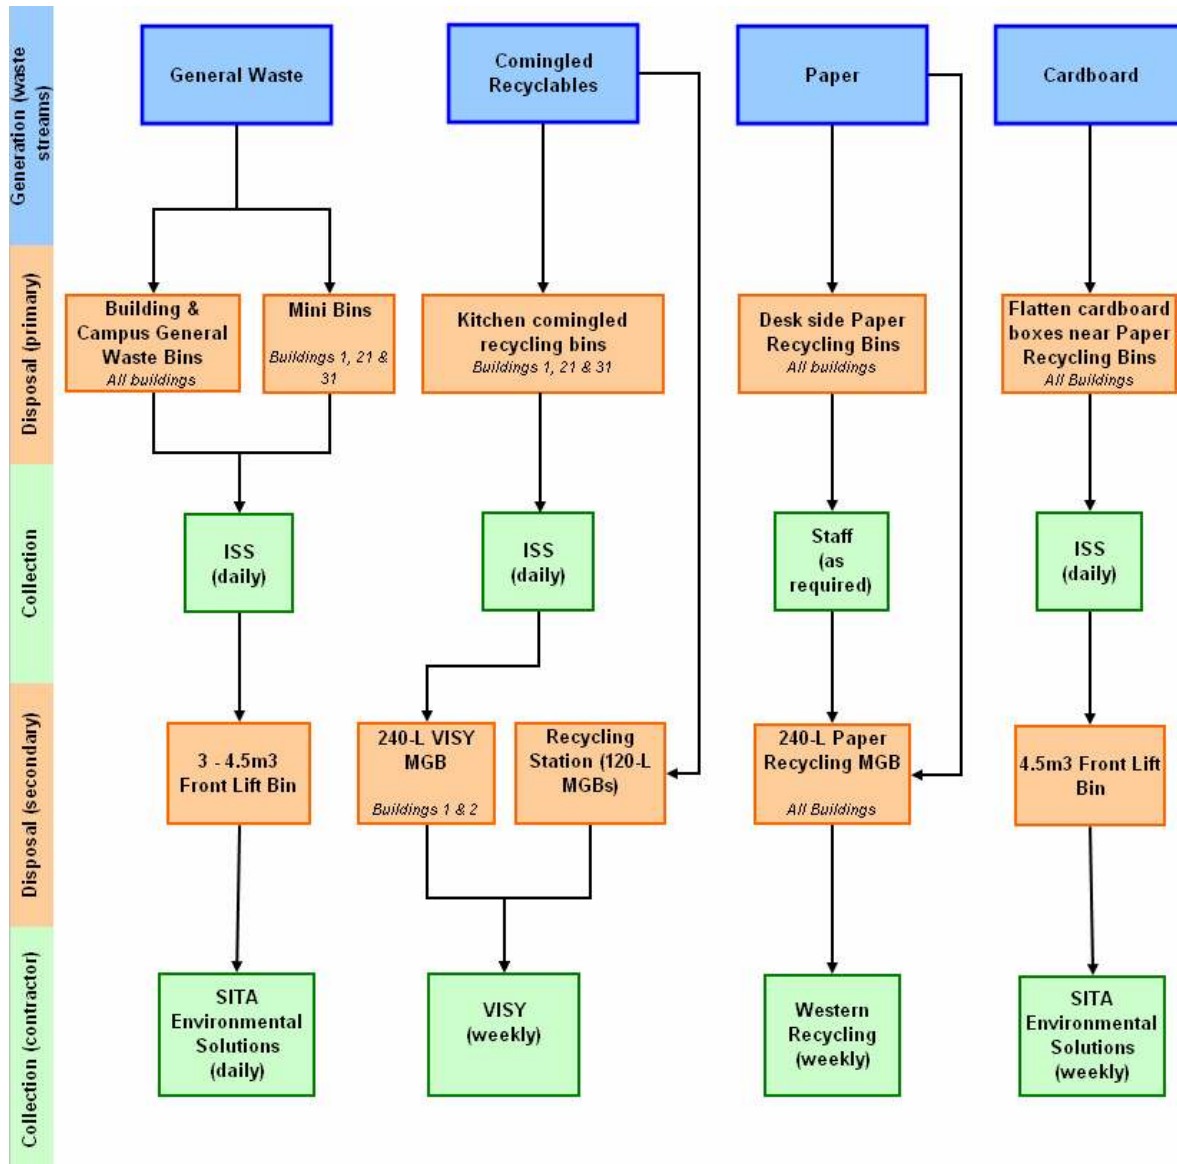 Generation (waste
streams)
General Waste
Comingled
Recyclables
Paper
Cardboard
Disposal (primary)
Building &
Campus General
Waste Bins
All buildings
Mini Bins
Buildings 1, 21 &
31
Kitchen comingled
recycling bins
Buildings 1, 21 & 31
Desk side Paper
Recycling Bins
All buildings
Flatten cardboard
boxes near Paper
Recycling Bins
All Buildings
Collection
ISS
(daily)
ISS
(daily)
Staff
(as
required)
ISS
(daily)
Disposal (secondary)
3 - 4.5m3
Front Lift Bin
240-L VISY
MGB
Buildings 1 & 2
Recycling
Station (120-L
MGBs)
240-L Paper
Recycling MGB
All Buildings
4.5m3 Front Lift
Bin
Collection (contractor)
SITA
Environmental
Solutions
(daily)
VISY
(weekly)
Western
Recycling
(weekly)
SITA
Environmental
Solutions
(weekly)